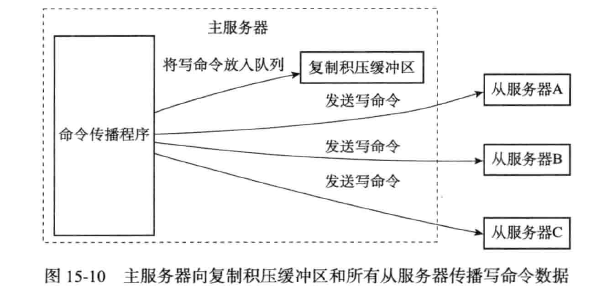 主服务器
将写命令放入队列
复制积压缓冲区
发送写命令
从服务器A
命令传播程序
发送写命令
从服务器B
发送写命令
从服务器C
图 15-10 主服务器向复制积压缓冲区和所有从服务器传播写命令数据